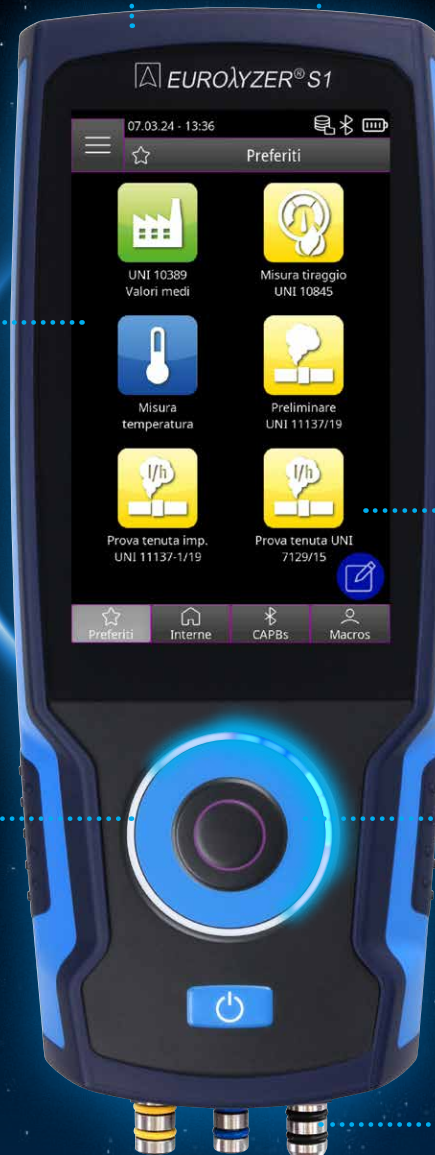 EUROλYZER® S1
07.03.24 - 13:36
Preferiti
UNI 10389
Valori medi
Misura tiraggio
UNI 10845
Misura
temperatura
Preliminare
UNI 11137/19
l/h
Prova tenuta imp.
UNI 11137-1/19
l/h
Prova tenuta UNI
7129/15
Preferiti
Interne
CAPBs
Macros